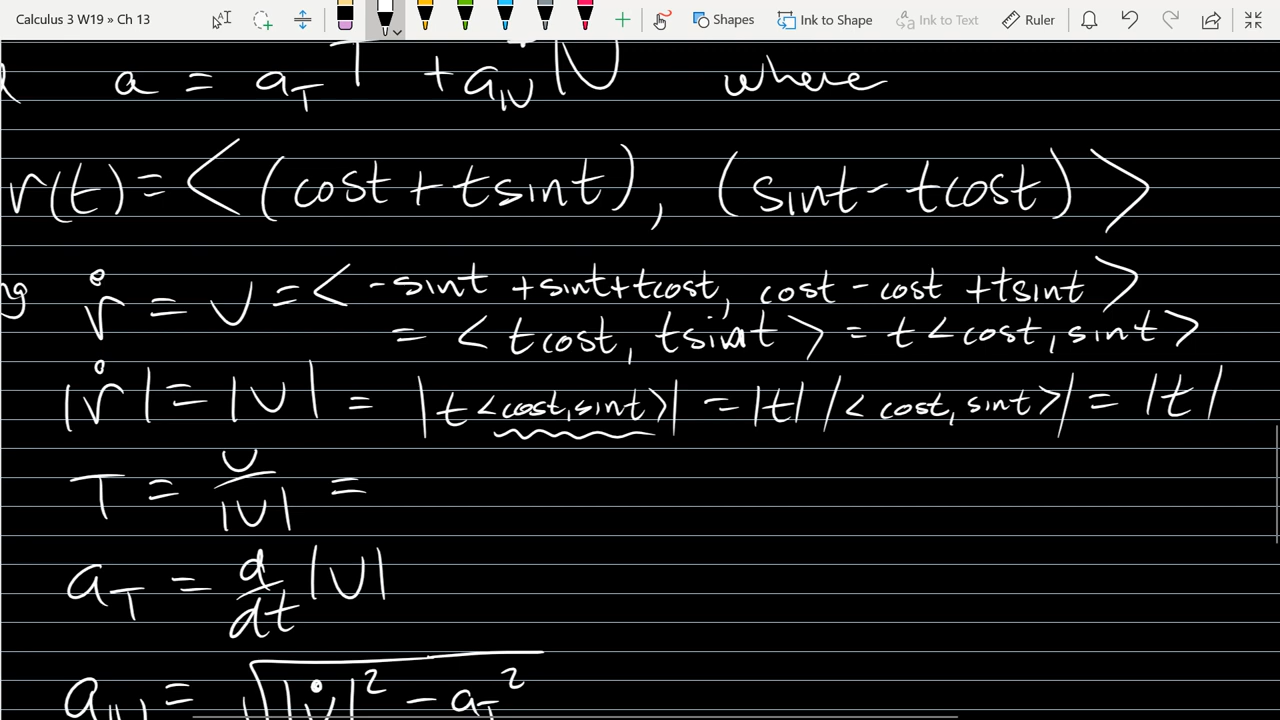 Calculus 3 W19 » Ch 13 Shapes Ink to Shape Ink to Text Ruler
a = a_T T + a_N N where
r(t) = < (cost + tsint), (sint - tcost) >
ng ṙ = v = < -sint + sint + tcost, cost - cost + tsint >
= < tcost, tsint > = t < cost, sint >
|ṙ| = |v| = |t < cost, sint >| = |t| |< cost, sint >| = |t|
T = v/|v| =
a_T = d/dt |v|
a_N = √(|v̇|² - a_T²)